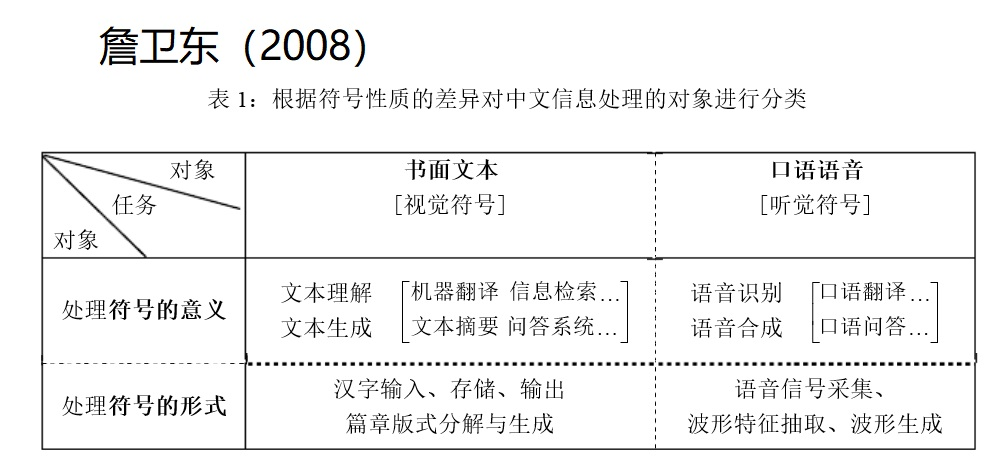 詹卫东（2008）
表 1：根据符号性质的差异对中文信息处理的对象进行分类
对象
任务
对象
书面文本
[视觉符号]
口语语音
[听觉符号]
处理符号的意义
文本理解
文本生成
机器翻译 信息检索…
文本摘要 问答系统…
语音识别
语音合成
口语翻译…
口语问答…
处理符号的形式
汉字输入、存储、输出
篇章版式分解与生成
语音信号采集、
波形特征抽取、波形生成